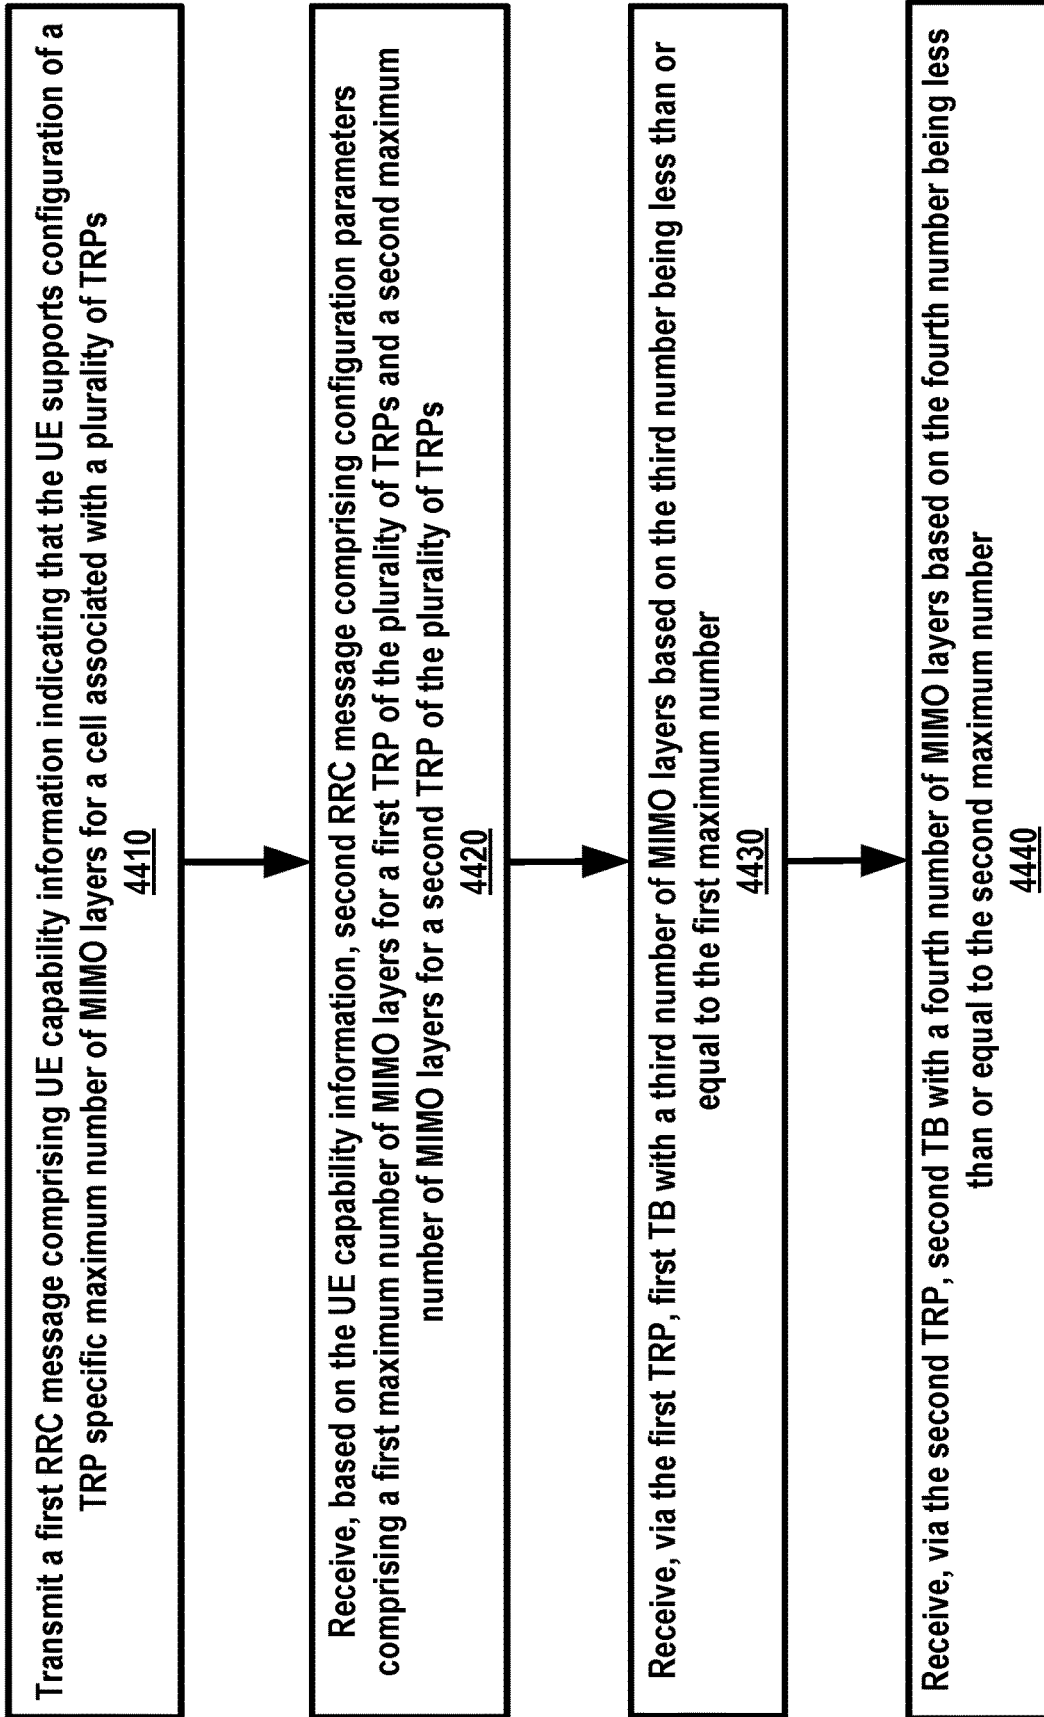 Transmit a first RRC message comprising UE capability information indicating that the UE supports configuration of a
TRP specific maximum number of MIMO layers for a cell associated with a plurality of TRPs
4410
Receive, based on the UE capability information, second RRC message comprising configuration parameters
comprising a first maximum number of MIMO layers for a first TRP of the plurality of TRPs and a second maximum
number of MIMO layers for a second TRP of the plurality of TRPs
4420
Receive, via the first TRP, first TB with a third number of MIMO layers based on the third number being less than or
equal to the first maximum number
4430
Receive, via the second TRP, second TB with a fourth number of MIMO layers based on the fourth number being less
than or equal to the second maximum number
4440